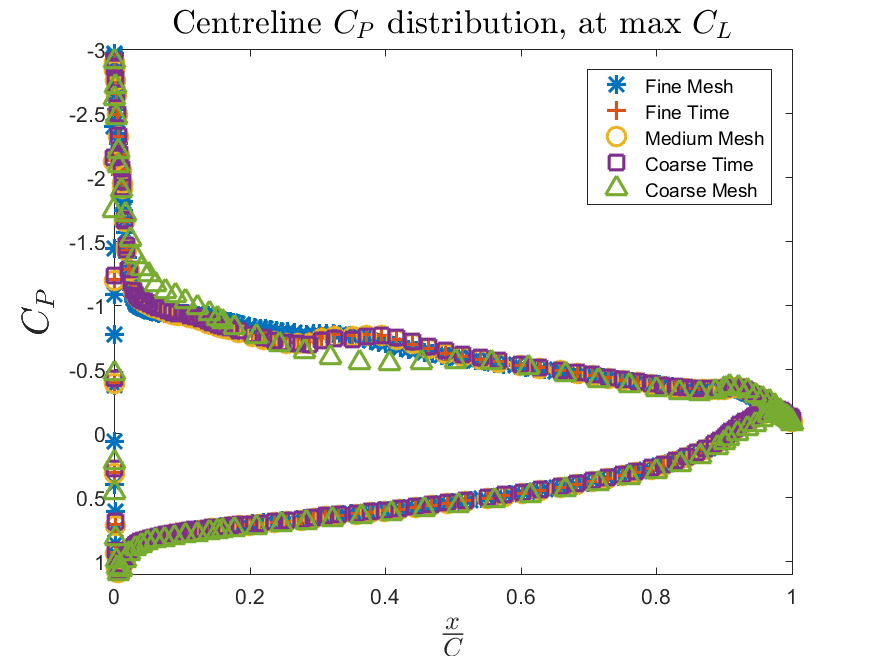 Centreline C_P distribution, at max C_L
-3
-2.5
-2
-1.5
-1
-0.5
0
0.5
1
C_P
Fine Mesh
Fine Time
Medium Mesh
Coarse Time
Coarse Mesh
0 0.2 0.4 0.6 0.8 1
x
C